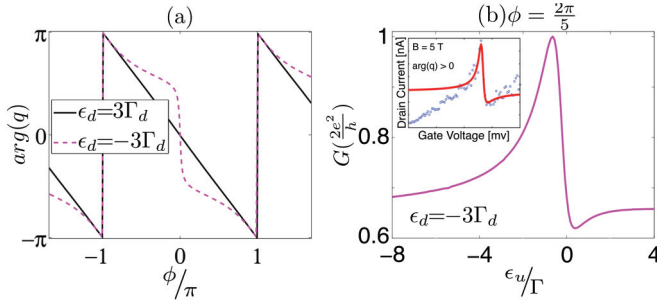 (a)
π
0
−π
arg(q)
ϵd=3Γd
ϵd=−3Γd
−1
0
1
ϕ/π
(b) ϕ = 2π/5
1
0.8
0.6
G(2e²/h)
B = 5 T
arg(q) > 0
Drain Current [nA]
Gate Voltage [mv]
ϵd=−3Γd
−8
−4
0
4
ϵu/Γ